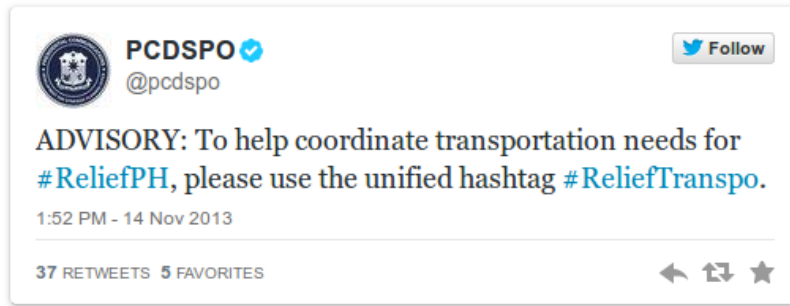 PCDSPO
@pcdspo
Follow
ADVISORY: To help coordinate transportation needs for
#ReliefPH, please use the unified hashtag #ReliefTranspo.
1:52 PM - 14 Nov 2013
37 RETWEETS 5 FAVORITES